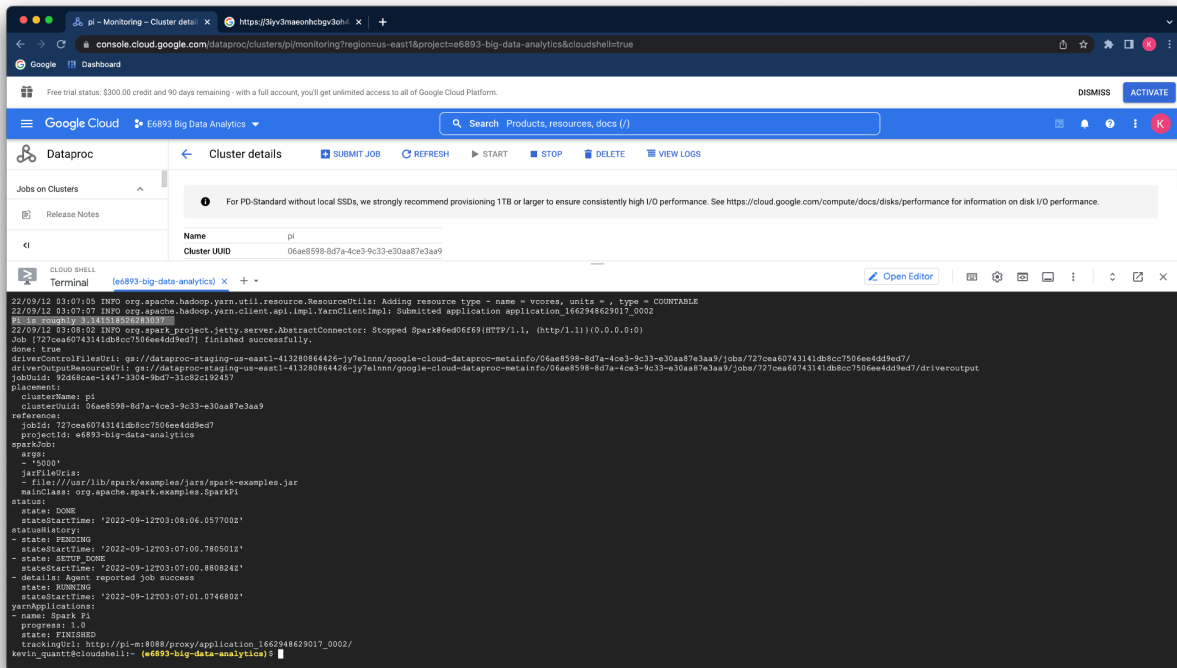 pi – Monitoring – Cluster detail
https://3iyv3maeonhcbgv3oh4
console.cloud.google.com/dataproc/clusters/pi/monitoring?region=us-east1&project=e6893-big-data-analytics&cloudshell=true
K
Google Dashboard
Free trial status: $300.00 credit and 90 days remaining - with a full account, you'll get unlimited access to all of Google Cloud Platform.
DISMISS ACTIVATE
Google Cloud E6893 Big Data Analytics Search Products, resources, docs (/) K
Dataproc Cluster details SUBMIT JOB REFRESH START STOP DELETE VIEW LOGS
Jobs on Clusters
Release Notes
For PD-Standard without local SSDs, we strongly recommend provisioning 1TB or larger to ensure consistently high I/O performance. See https://cloud.google.com/compute/docs/disks/performance for information on disk I/O performance.
Name pi
Cluster UUID 06ae8598-8d7a-4ce3-9c33-e30aa87e3aa9
CLOUD SHELL
Terminal (e6893-big-data-analytics) Open Editor
22/09/12 03:07:05 INFO org.apache.hadoop.yarn.util.resource.ResourceUtils: Adding resource type - name = vcores, units = , type = COUNTABLE
22/09/12 03:07:07 INFO org.apache.hadoop.yarn.client.api.impl.YarnClientImpl: Submitted application application_1662948629017_0002
Pi is roughly 3.141518526283037
22/09/12 03:08:02 INFO org.spark_project.jetty.server.AbstractConnector: Stopped Spark@6ed06f69{HTTP/1.1, (http/1.1)}{0.0.0.0:0}
Job [727cea60743141db8cc7506ee4dd9ed7] finished successfully.
done: true
driverControlFilesUri: gs://dataproc-staging-us-east1-413280864426-jy7elnnn/google-cloud-dataproc-metainfo/06ae8598-8d7a-4ce3-9c33-e30aa87e3aa9/jobs/727cea60743141db8cc7506ee4dd9ed7/
driverOutputResourceUri: gs://dataproc-staging-us-east1-413280864426-jy7elnnn/google-cloud-dataproc-metainfo/06ae8598-8d7a-4ce3-9c33-e30aa87e3aa9/jobs/727cea60743141db8cc7506ee4dd9ed7/driveroutput
jobUuid: 92d68cae-1447-3304-9bd7-31c82c192457
placement:
  clusterName: pi
  clusterUuid: 06ae8598-8d7a-4ce3-9c33-e30aa87e3aa9
reference:
  jobId: 727cea60743141db8cc7506ee4dd9ed7
  projectId: e6893-big-data-analytics
sparkJob:
  args:
  - '5000'
  jarFileUris:
  - file:///usr/lib/spark/examples/jars/spark-examples.jar
  mainClass: org.apache.spark.examples.SparkPi
status:
  state: DONE
  stateStartTime: '2022-09-12T03:08:06.057700Z'
statusHistory:
- state: PENDING
  stateStartTime: '2022-09-12T03:07:00.780501Z'
- state: SETUP_DONE
  stateStartTime: '2022-09-12T03:07:00.880824Z'
- details: Agent reported job success
  state: RUNNING
  stateStartTime: '2022-09-12T03:07:01.074680Z'
yarnApplications:
- name: Spark Pi
  progress: 1.0
  state: FINISHED
  trackingUrl: http://pi-m:8088/proxy/application_1662948629017_0002/
kevin_quantt@cloudshell:~ (e6893-big-data-analytics)$